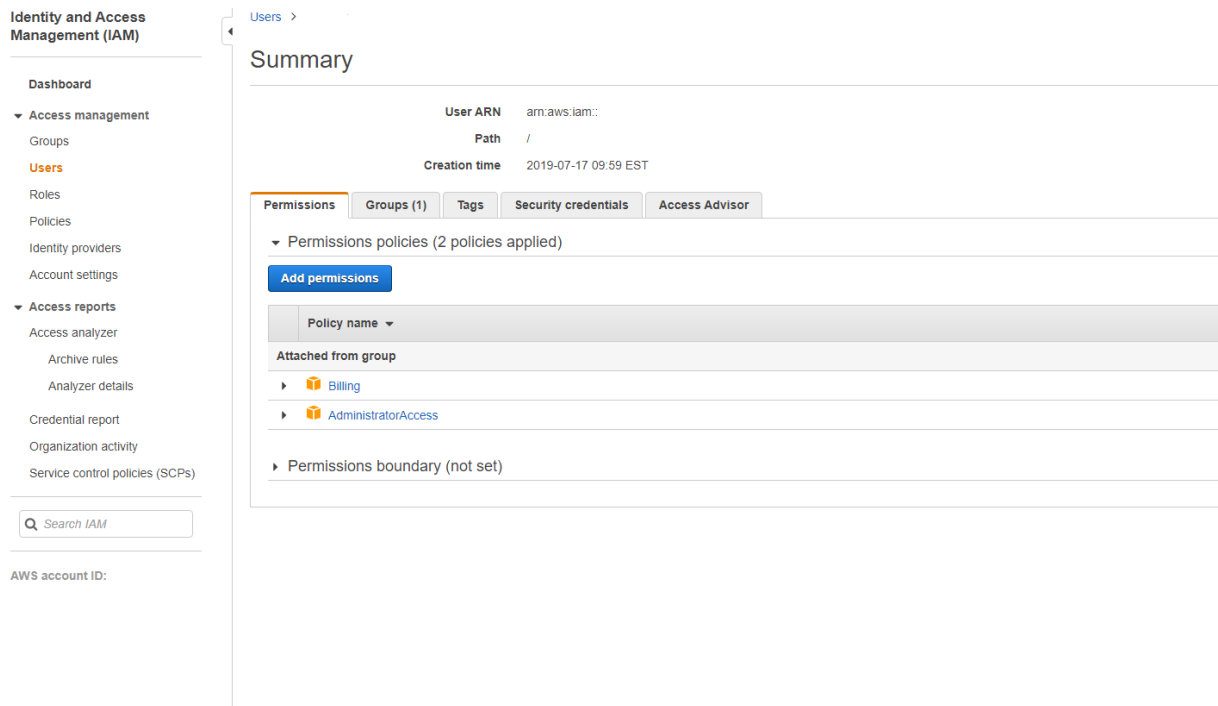 Identity and Access
Management (IAM)
Dashboard
Access management
Groups
Users
Roles
Policies
Identity providers
Account settings
Access reports
Access analyzer
Archive rules
Analyzer details
Credential report
Organization activity
Service control policies (SCPs)
Search IAM
AWS account ID:
Users >
Summary
User ARN arn:aws:iam::
Path /
Creation time 2019-07-17 09:59 EST
Permissions Groups (1) Tags Security credentials Access Advisor
Permissions policies (2 policies applied)
Add permissions
Policy name
Attached from group
Billing
AdministratorAccess
Permissions boundary (not set)